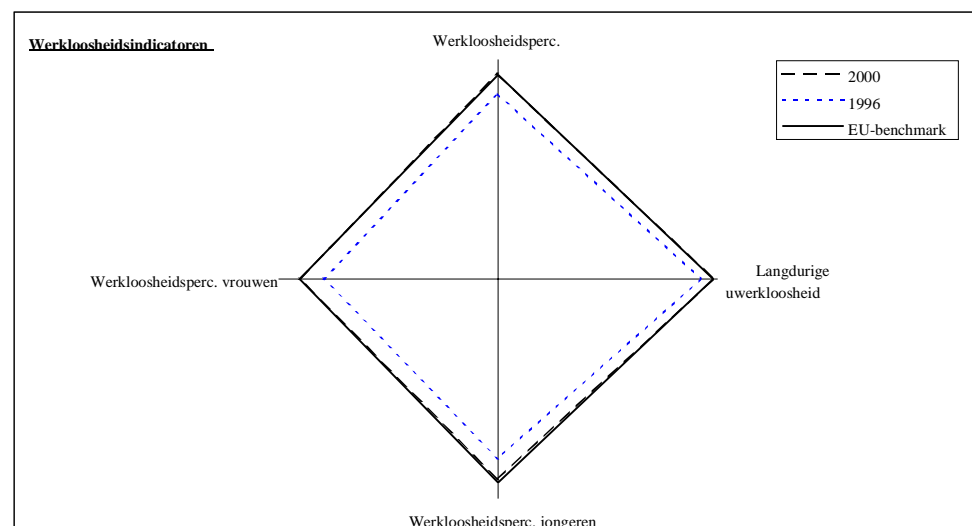 Werkloosheidsindicatoren
Werkloosheidsperc.
2000
1996
EU-benchmark
Werkloosheidsperc. vrouwen
Langdurige
uwerkloosheid
Werkloosheidsperc. jongeren